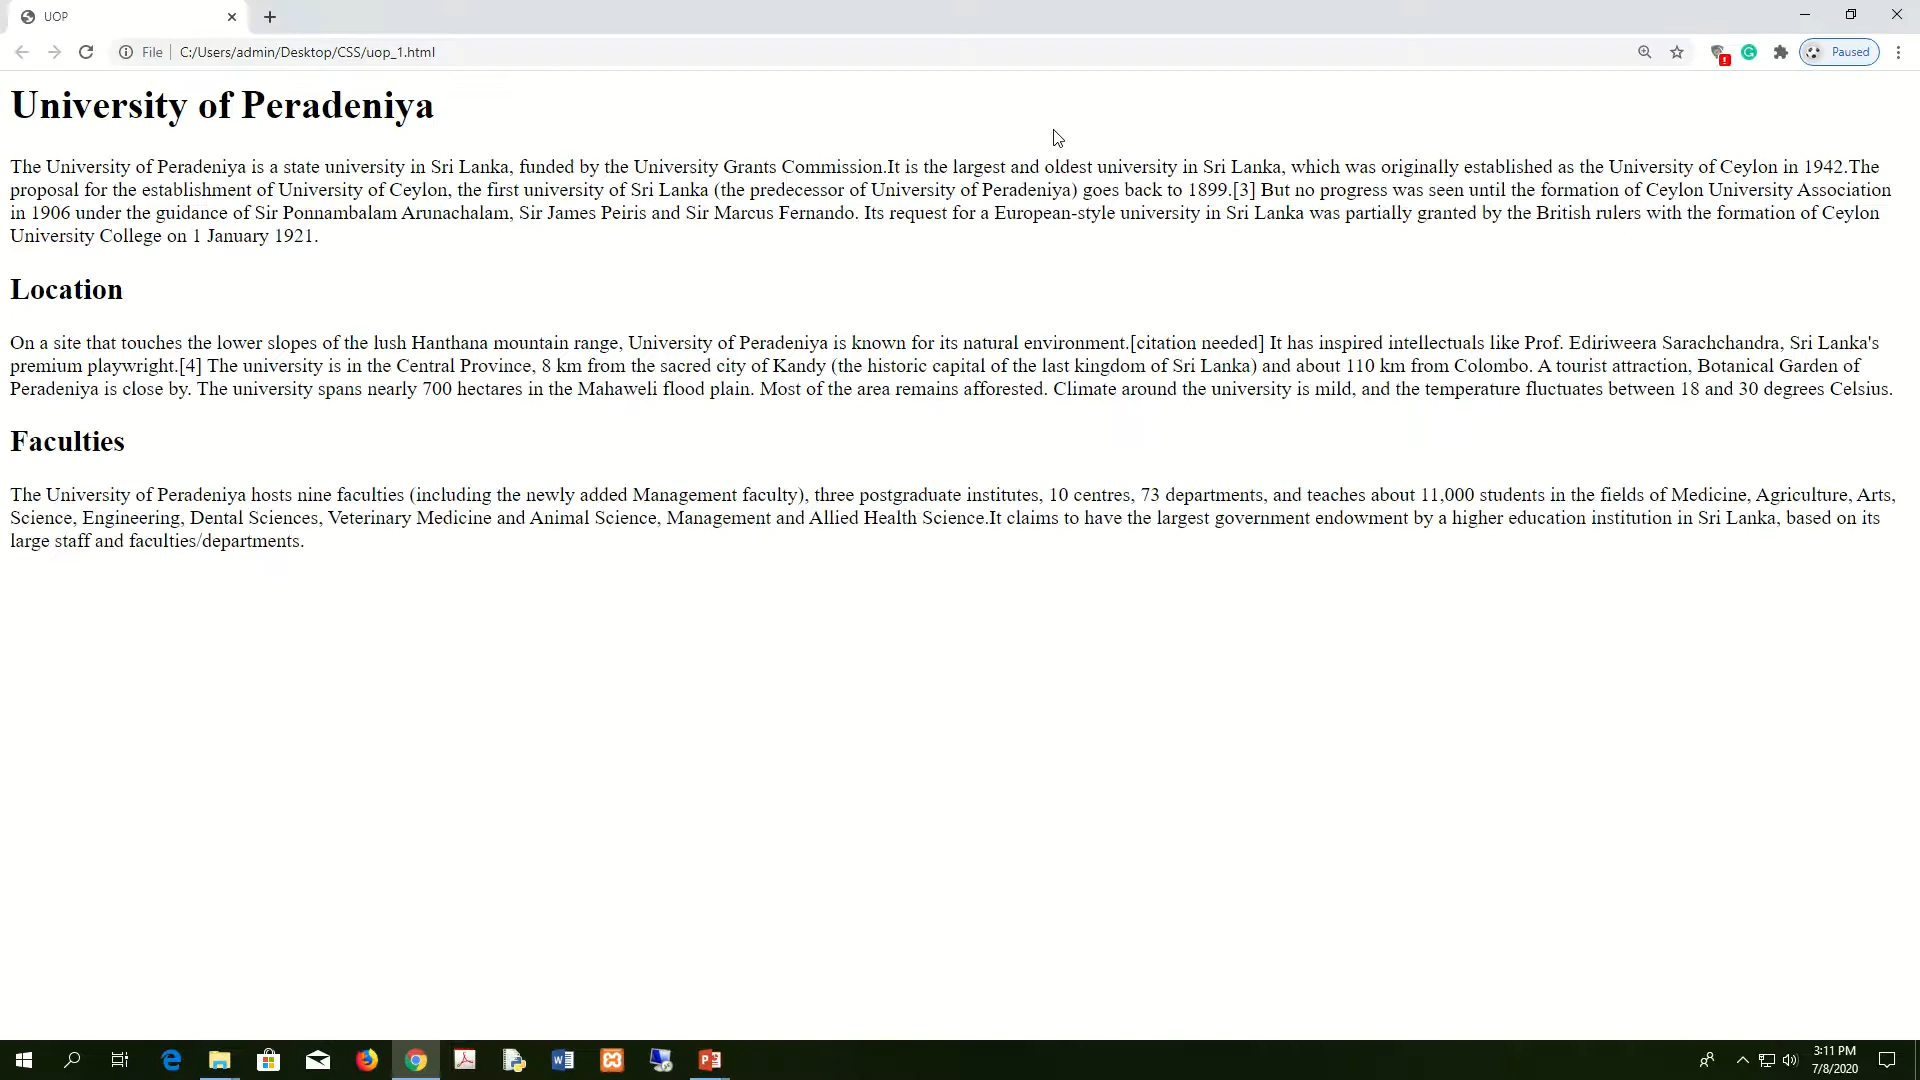 UOP
File C:/Users/admin/Desktop/CSS/uop_1.html
Paused
University of Peradeniya
The University of Peradeniya is a state university in Sri Lanka, funded by the University Grants Commission.It is the largest and oldest university in Sri Lanka, which was originally established as the University of Ceylon in 1942.The
proposal for the establishment of University of Ceylon, the first university of Sri Lanka (the predecessor of University of Peradeniya) goes back to 1899.[3] But no progress was seen until the formation of Ceylon University Association
in 1906 under the guidance of Sir Ponnambalam Arunachalam, Sir James Peiris and Sir Marcus Fernando. Its request for a European-style university in Sri Lanka was partially granted by the British rulers with the formation of Ceylon
University College on 1 January 1921.
Location
On a site that touches the lower slopes of the lush Hanthana mountain range, University of Peradeniya is known for its natural environment.[citation needed] It has inspired intellectuals like Prof. Ediriweera Sarachchandra, Sri Lanka's
premium playwright.[4] The university is in the Central Province, 8 km from the sacred city of Kandy (the historic capital of the last kingdom of Sri Lanka) and about 110 km from Colombo. A tourist attraction, Botanical Garden of
Peradeniya is close by. The university spans nearly 700 hectares in the Mahaweli flood plain. Most of the area remains afforested. Climate around the university is mild, and the temperature fluctuates between 18 and 30 degrees Celsius.
Faculties
The University of Peradeniya hosts nine faculties (including the newly added Management faculty), three postgraduate institutes, 10 centres, 73 departments, and teaches about 11,000 students in the fields of Medicine, Agriculture, Arts,
Science, Engineering, Dental Sciences, Veterinary Medicine and Animal Science, Management and Allied Health Science.It claims to have the largest government endowment by a higher education institution in Sri Lanka, based on its
large staff and faculties/departments.
3:11 PM
7/8/2020